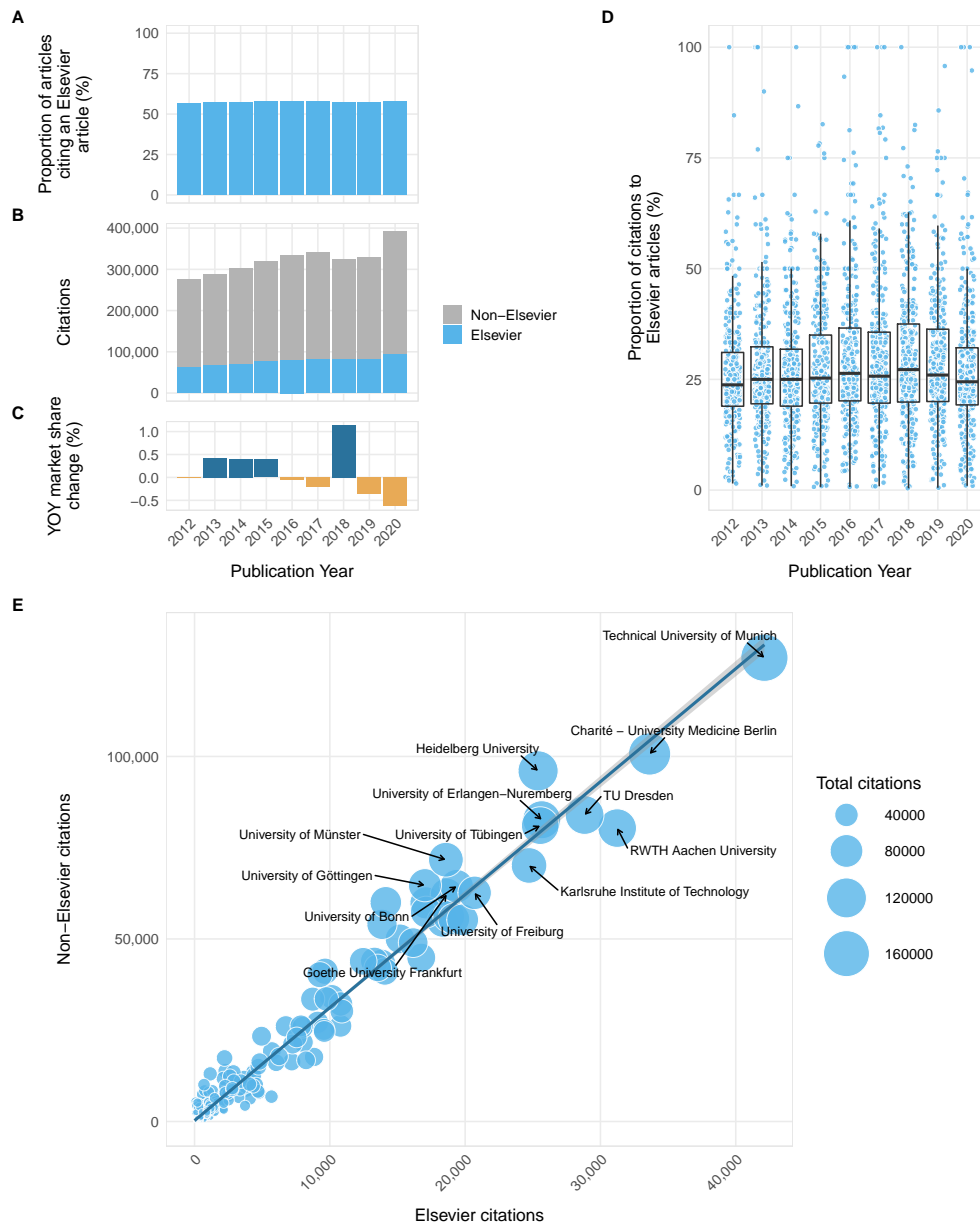 A
Proportion of articles
citing an Elsevier
article (%)
100
75
50
25
0
B
Citations
400,000
300,000
200,000
100,000
0
Non−Elsevier
Elsevier
C
YOY market share
change (%)
1.0
0.5
0.0
−0.5
2012
2013
2014
2015
2016
2017
2018
2019
2020
Publication Year
D
Proportion of citations to
Elsevier articles (%)
100
75
50
25
0
2012
2013
2014
2015
2016
2017
2018
2019
2020
Publication Year
E
Non−Elsevier citations
100,000
50,000
0
Technical University of Munich
Charité − University Medicine Berlin
Heidelberg University
University of Erlangen−Nuremberg
TU Dresden
University of Münster
University of Tübingen
RWTH Aachen University
University of Göttingen
Karlsruhe Institute of Technology
University of Bonn
University of Freiburg
Goethe University Frankfurt
0
10,000
20,000
30,000
40,000
Elsevier citations
Total citations
40000
80000
120000
160000